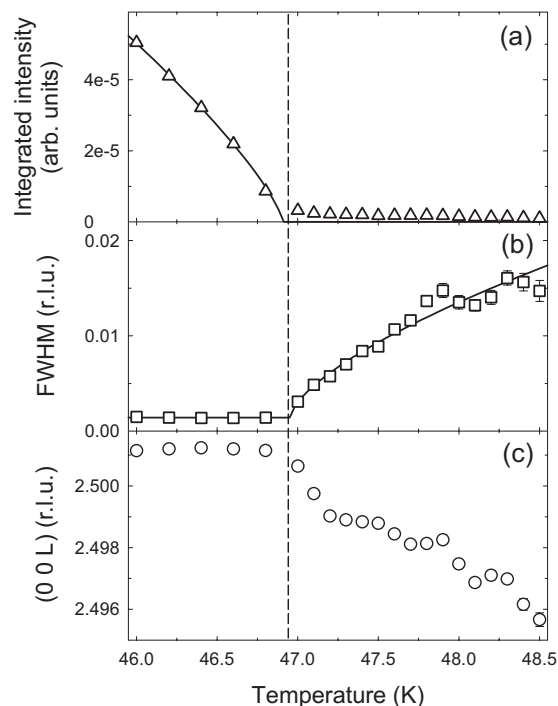 (a)
Integrated intensity
(arb. units)
4e-5
2e-5
0
(b)
FWHM (r.l.u.)
0.02
0.01
0.00
(c)
(0 0 L) (r.l.u.)
2.500
2.498
2.496
46.0 46.5 47.0 47.5 48.0 48.5
Temperature (K)